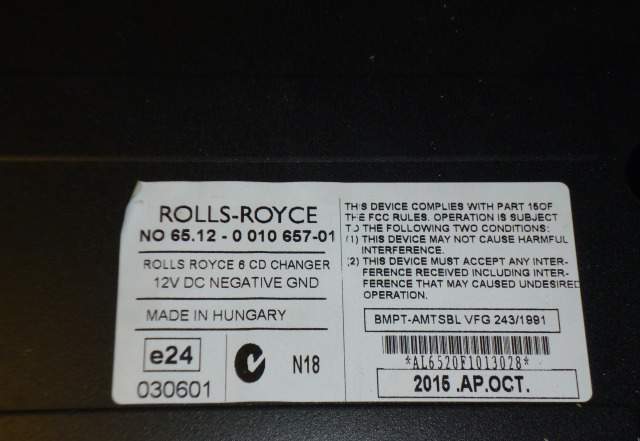 ROLLS-ROYCE
NO 65.12 - 0 010 657-01
ROLLS ROYCE 6 CD CHANGER
12V DC NEGATIVE GND
MADE IN HUNGARY
e24
030601
N18
THIS DEVICE COMPLIES WITH PART 15OF
THE FCC RULES. OPERATION IS SUBJECT
TO THE FOLLOWING TWO CONDITIONS:
(1) THIS DEVICE MAY NOT CAUSE HARMFUL
INTERFERENCE.
(2) THIS DEVICE MUST ACCEPT ANY INTER-
FERENCE RECEIVED INCLUDING INTER-
FERENCE THAT MAY CAUSED UNDESIRED
OPERATION.
BMPT-AMTSBL VFG 243/1991
*AL6520F1013028*
2015 .AP.OCT.